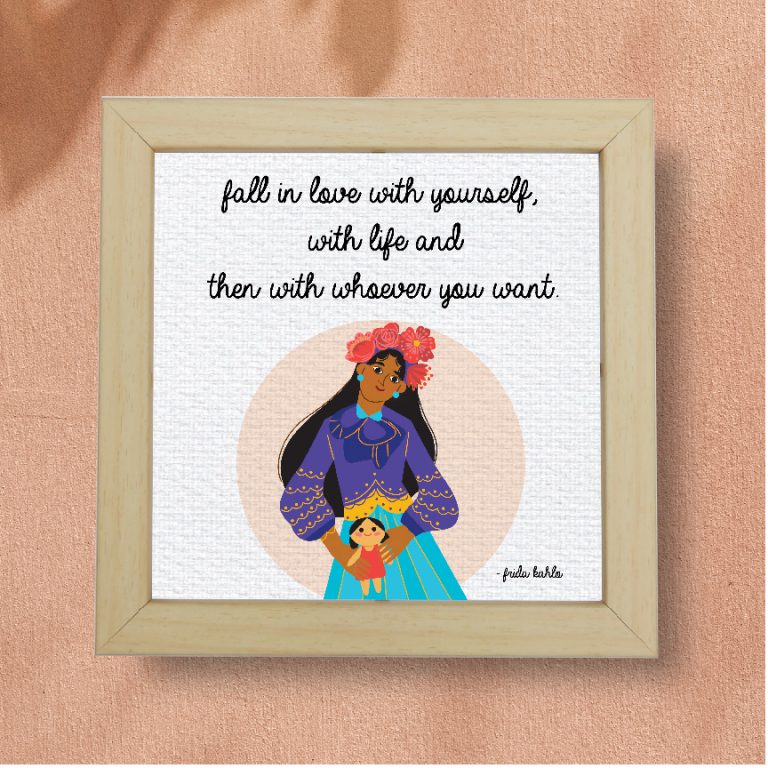 fall in love with yourself,
with life and
then with whoever you want.
- frida kahlo